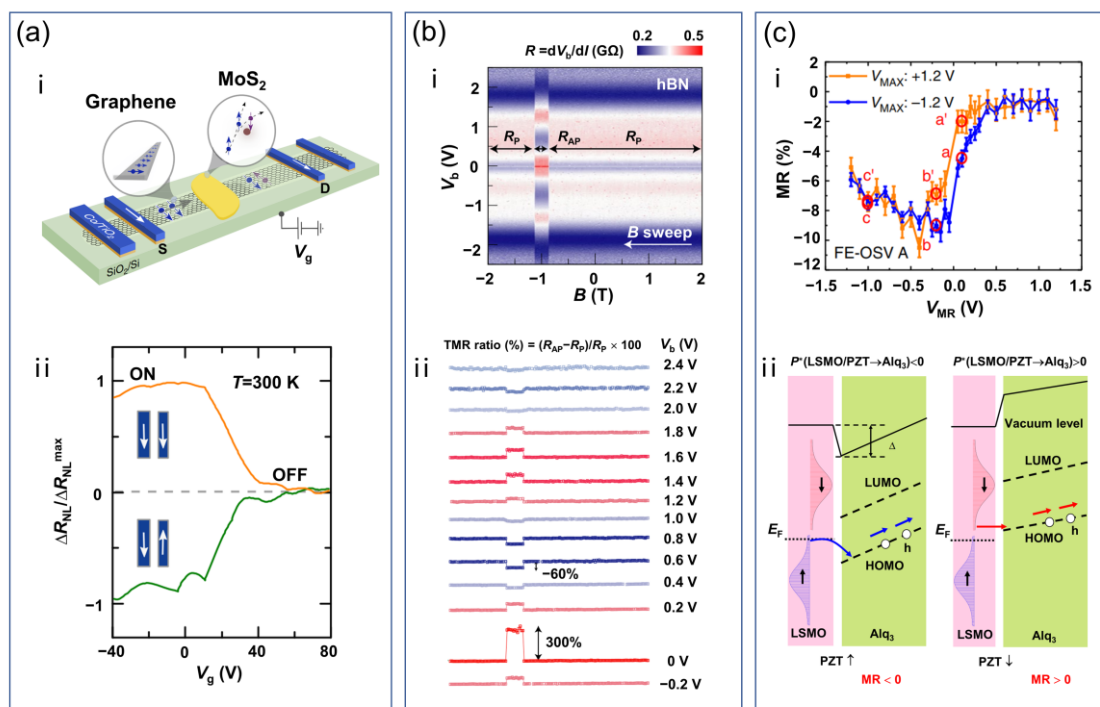 (a)
i
Graphene
MoS2
Co/TiO2
S
D
SiO2/Si
Vg
ii
ON
T=300 K
OFF
ΔRNL/ΔRNLmax
1
0
−1
-40
0
40
80
Vg (V)
(b)
R =dVb/dI (GΩ)
0.2
0.5
i
hBN
RP
RAP
RP
B sweep
Vb (V)
2
1
0
−1
−2
−2
−1
0
1
2
B (T)
ii
TMR ratio (%) = (RAP−RP)/RP × 100
Vb (V)
2.4 V
2.2 V
2.0 V
1.8 V
1.6 V
1.4 V
1.2 V
1.0 V
0.8 V
0.6 V
−60%
0.4 V
0.2 V
300%
0 V
−0.2 V
(c)
i
VMAX: +1.2 V
VMAX: −1.2 V
a'
a
b'
b
c'
c
FE-OSV A
MR (%)
2
0
−2
−4
−6
−8
−10
−12
−1.5
−1.0
−0.5
0.0
0.5
1.0
1.5
VMR (V)
ii
P*(LSMO/PZT→Alq3)<0
P*(LSMO/PZT→Alq3)>0
Δ
Vacuum level
LUMO
LUMO
EF
EF
HOMO
h
HOMO
h
LSMO
Alq3
LSMO
Alq3
PZT ↑
PZT ↓
MR < 0
MR > 0